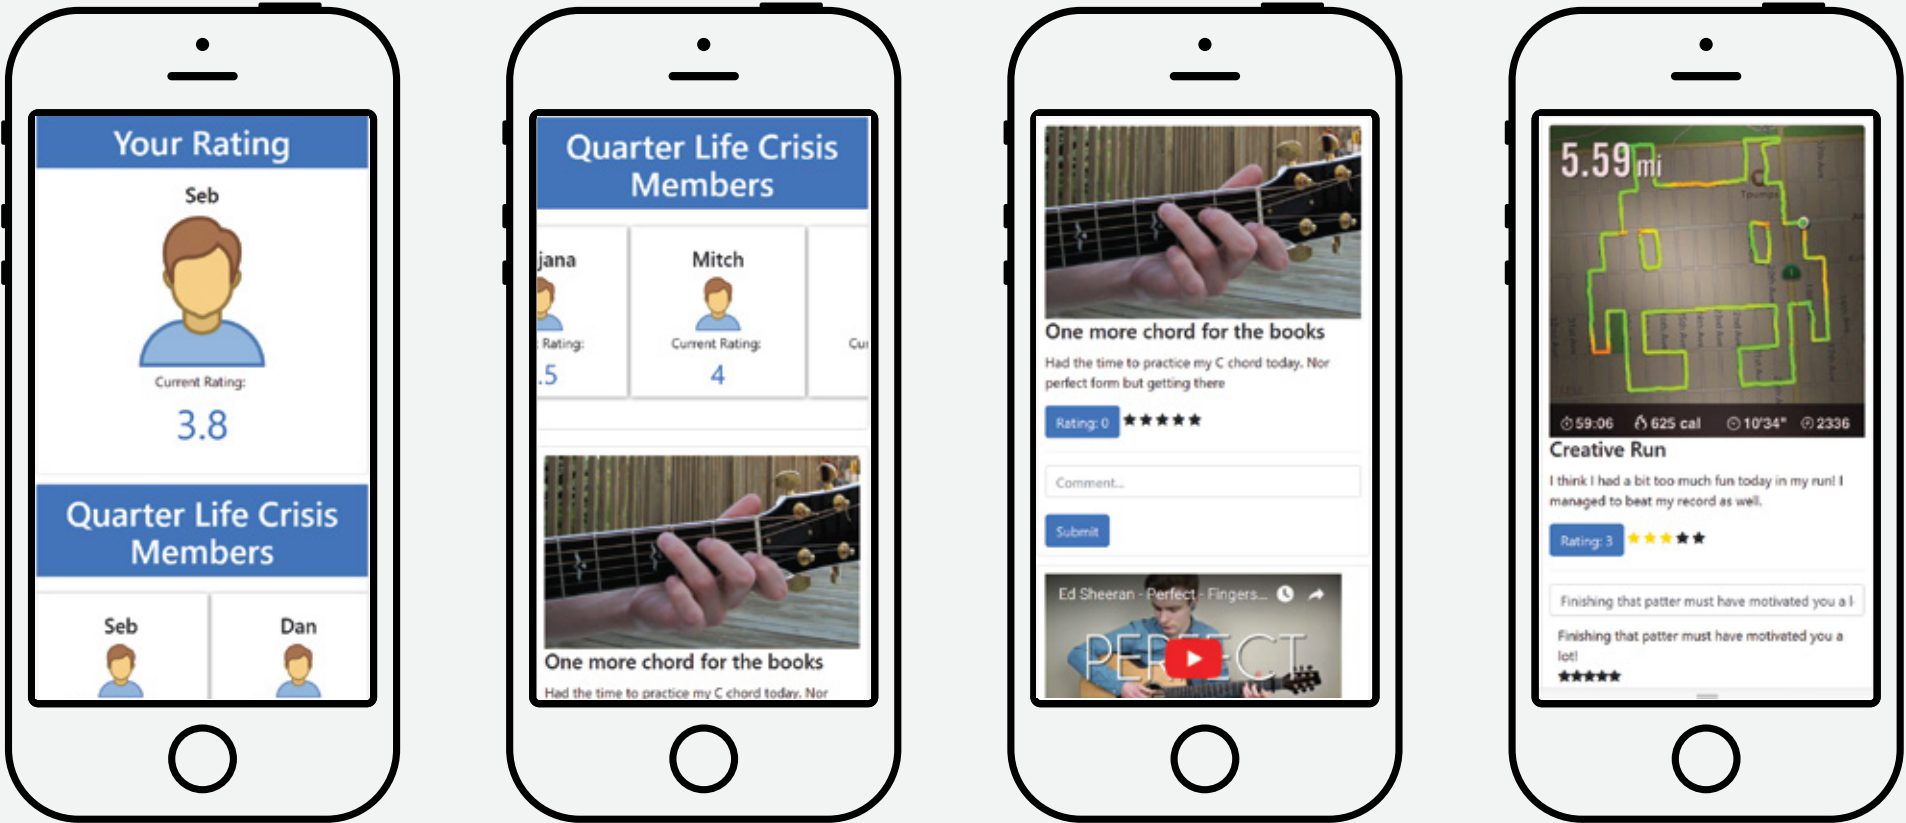 Your Rating
Seb
Current Rating:
3.8
Quarter Life Crisis
Members
Seb
Dan
Quarter Life Crisis
Members
jana
Mitch
Rating:
Current Rating:
Cur
.5
4
One more chord for the books
Had the time to practice my C chord today. Nor
One more chord for the books
Had the time to practice my C chord today. Nor
perfect form but getting there
Rating: 0
Comment...
Submit
Ed Sheeran - Perfect - Fingers...
PERFECT
5.59 mi
59:06 625 cal 10'34" 2336
Creative Run
I think I had a bit too much fun today in my run! I
managed to beat my record as well.
Rating: 3
Finishing that patter must have motivated you a l
Finishing that patter must have motivated you a
lot!